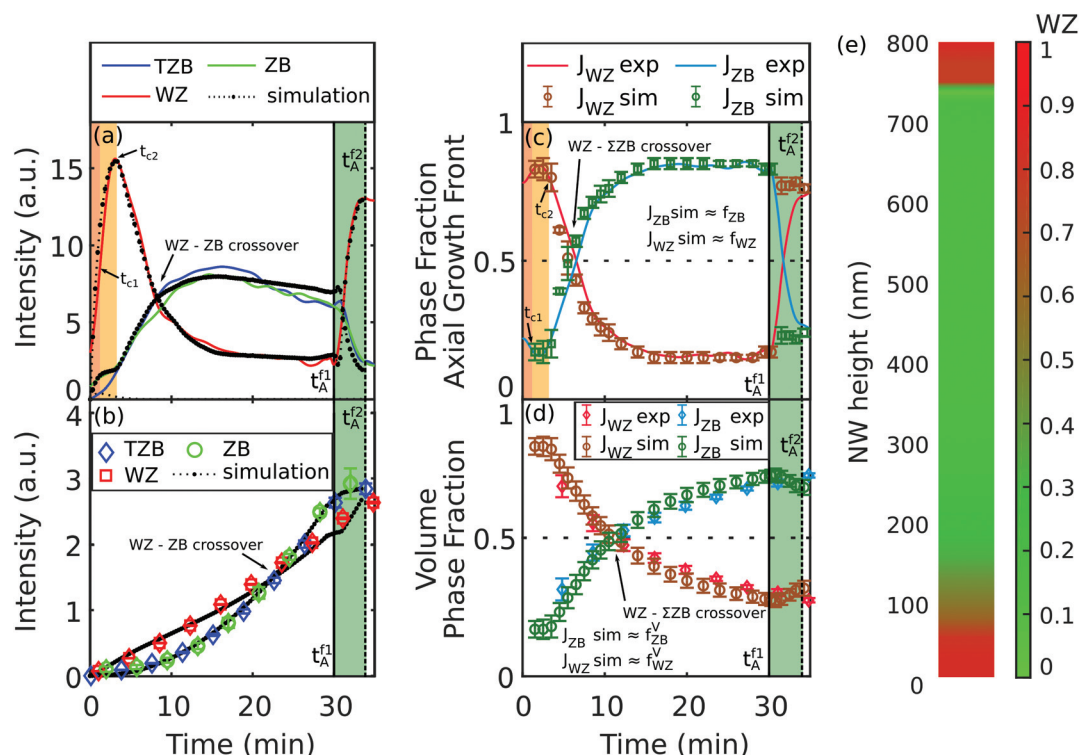 TZB ZB
WZ simulation
(a)
t_c2
t_A^f2
WZ - ZB crossover
t_c1
t_A^f1
Intensity (a.u.)
15
10
5
0
(b)
TZB ZB
WZ simulation
t_A^f2
WZ - ZB crossover
t_A^f1
Intensity (a.u.)
4
3
2
1
0
0 10 20 30
Time (min)
J_WZ exp J_ZB exp
J_WZ sim J_ZB sim
(c)
WZ - ΣZB crossover
t_A^f2
t_c2
J_ZB sim ≈ f_ZB
J_WZ sim ≈ f_WZ
t_c1
t_A^f1
Phase Fraction
Axial Growth Front
1
0.5
0
(d)
J_WZ exp J_ZB exp
J_WZ sim J_ZB sim
t_A^f2
WZ - ΣZB crossover
J_ZB sim ≈ f_ZB^V
J_WZ sim ≈ f_WZ^V
t_A^f1
Volume
Phase Fraction
1
0.5
0
0 10 20 30
Time (min)
(e)
NW height (nm)
800
700
600
500
400
300
200
100
0
WZ
1
0.9
0.8
0.7
0.6
0.5
0.4
0.3
0.2
0.1
0